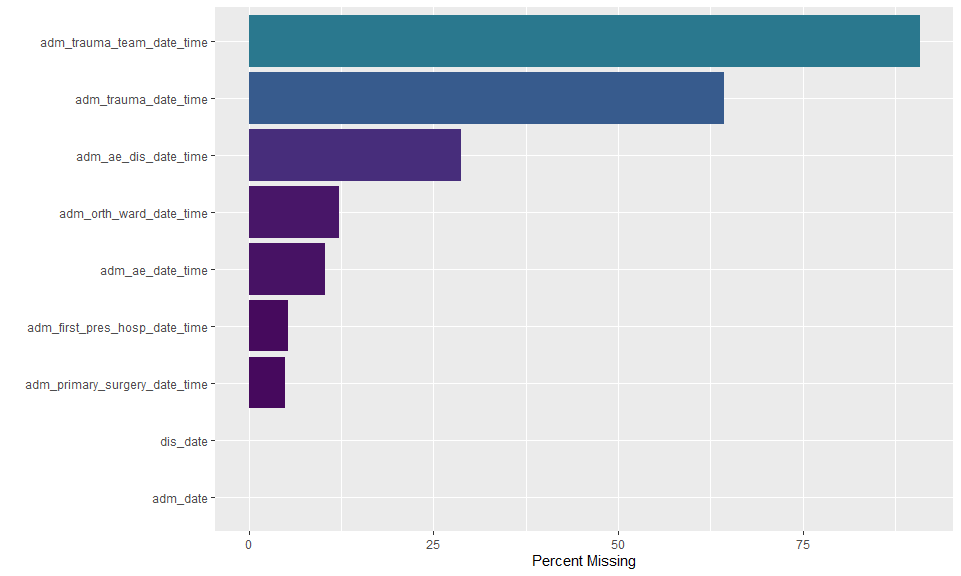 adm_trauma_team_date_time
adm_trauma_date_time
adm_ae_dis_date_time
adm_orth_ward_date_time
adm_ae_date_time
adm_first_pres_hosp_date_time
adm_primary_surgery_date_time
dis_date
adm_date
0 25 50 75
Percent Missing